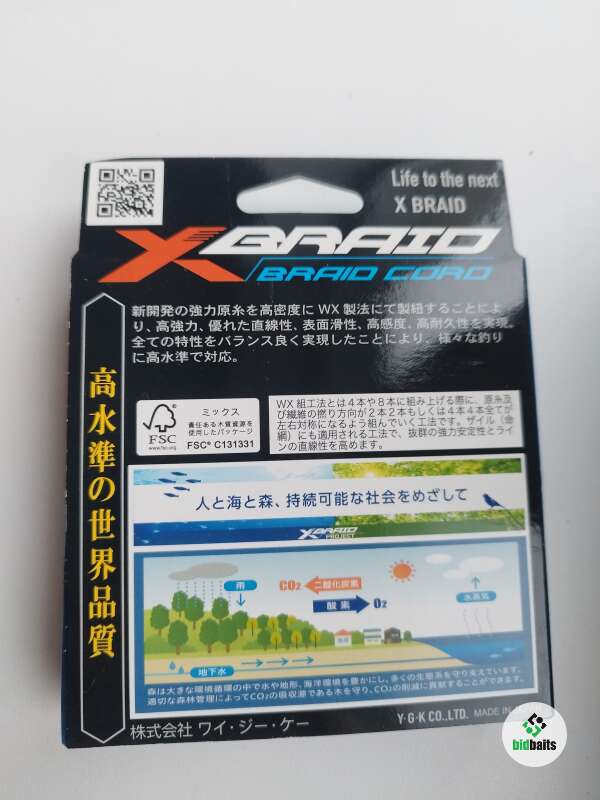 Life to the next
X BRAID
X BRAID
BRAID CORD
新開発の強力原糸を高密度にWX製法にて製紐することによ
り、高強力、優れた直線性、表面滑性、高感度、高耐久性を実現。
全ての特性をバランス良く実現したことにより、様々な釣り
に高水準で対応。
高水準の世界品質
FSC
www.fsc.org
ミックス
責任ある木質資源を
使用したパッケージ
FSC® C131331
WX組工法とは4本や8本に組み上げる際に、原糸及
び繊維の撚り方向が2本2本もしくは4本4本全てが
左右対称になるよう組んでいく工法です。ザイル（金
綱）にも適用される工法で、抜群の強力安定性とライ
ンの直線性を高めます。
人と海と森、持続可能な社会をめざして
XBRAID
PROJECT
雨
CO2
二酸化炭素
酸素
O2
水蒸気
地下水
森は大きな環境循環の中で水や地形、海洋環境を豊かにし、多くの生態系を守り支えています。
適切な森林管理によってCO2の吸収源である木を守り、CO2の削減に貢献することができます。
株式会社 ワイ・ジー・ケー
Y·G·K CO.,LTD.
MADE IN
bidbaits